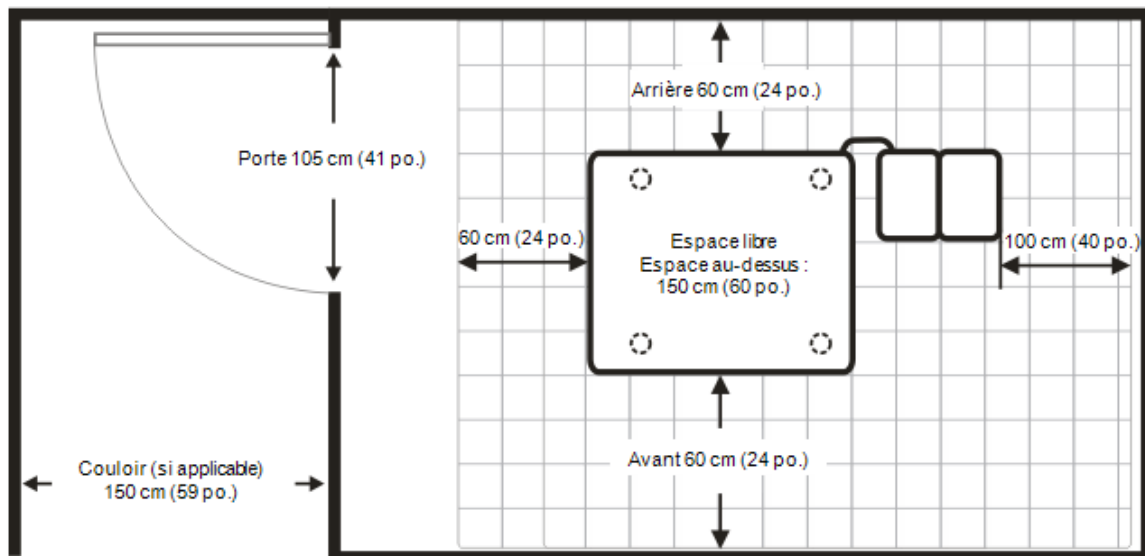 Arrière 60 cm (24 po.)
Porte 105 cm (41 po.)
60 cm (24 po.)
Espace libre
Espace au-dessus :
150 cm (60 po.)
100 cm (40 po.)
Avant 60 cm (24 po.)
Couloir (si applicable)
150 cm (59 po.)